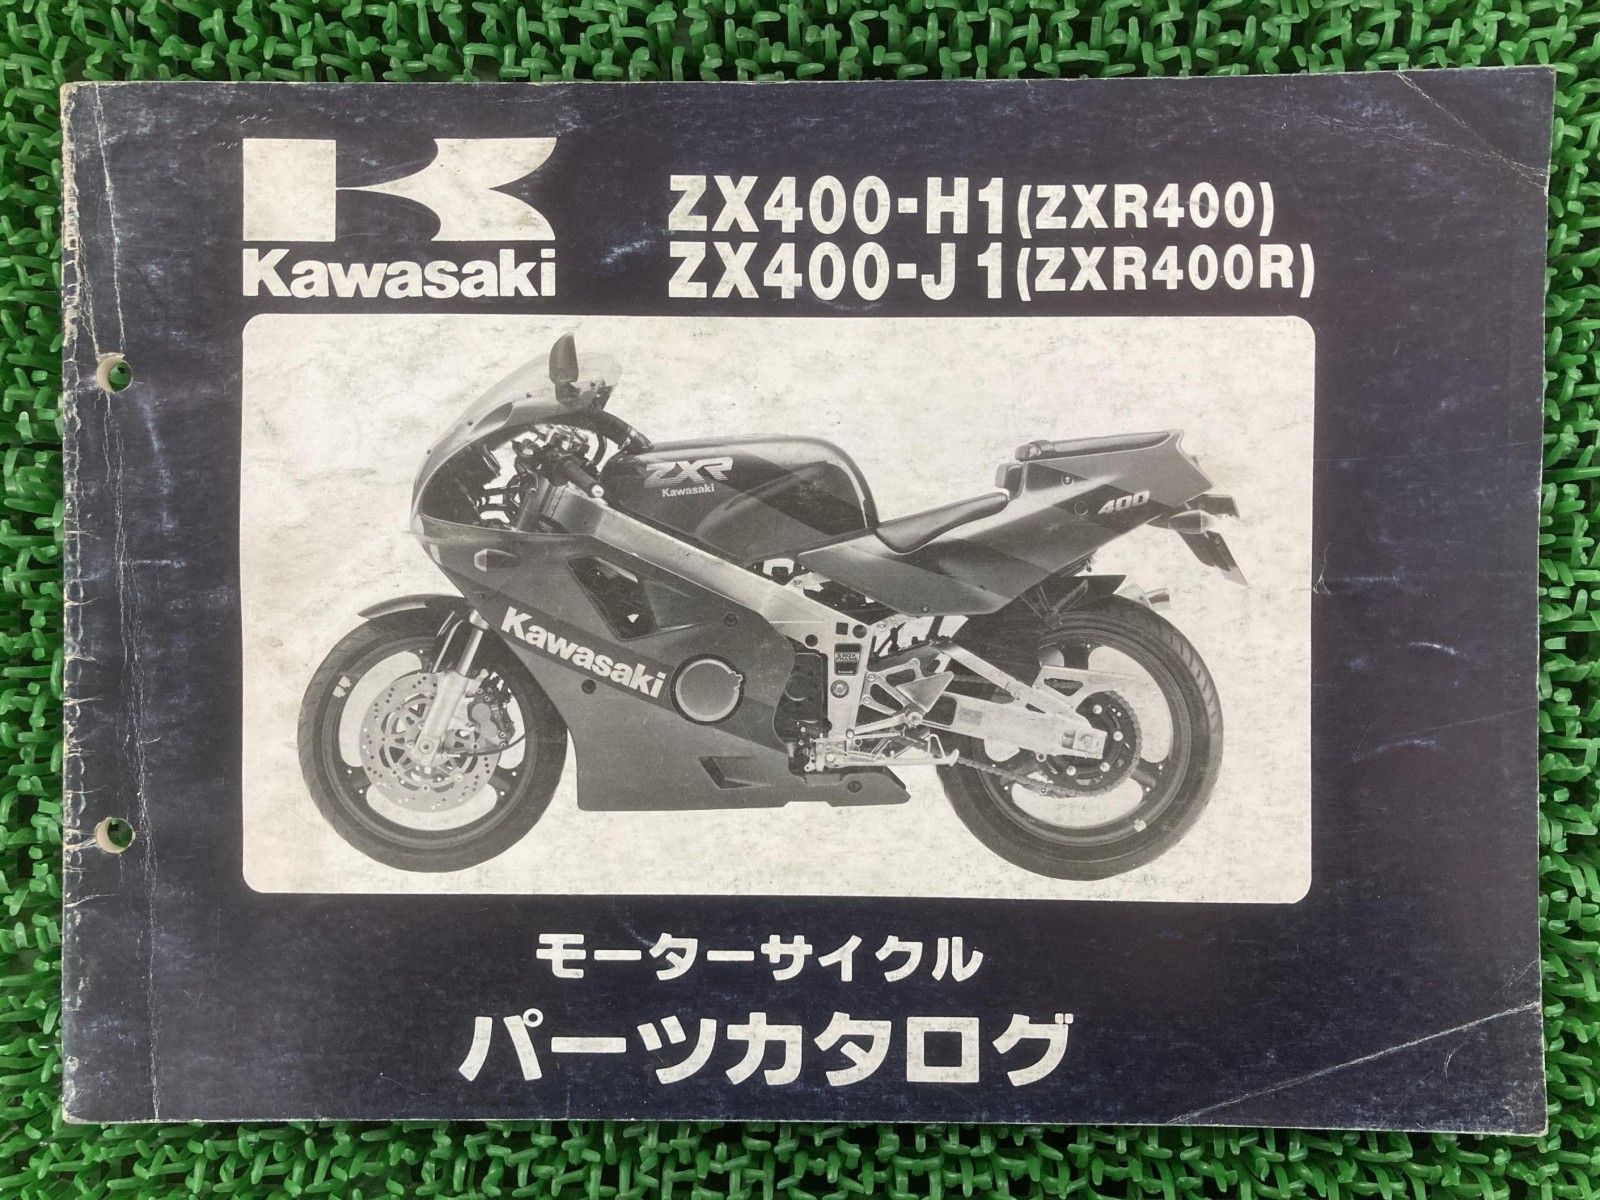 Kawasaki
ZX400-H1(ZXR400)
ZX400-J1(ZXR400R)
ZXR
Kawasaki
400
Kawasaki
モーターサイクル
パーツカタログ